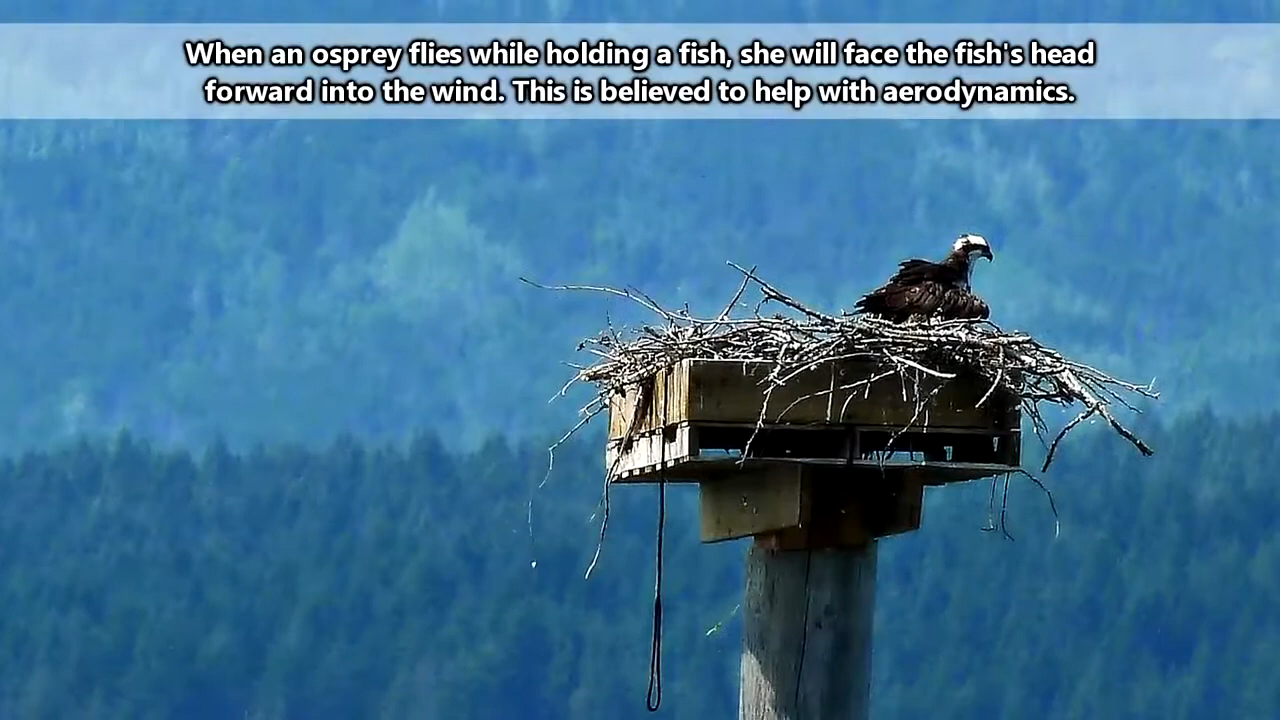 When an osprey flies while holding a fish, she will face the fish's head
forward into the wind. This is believed to help with aerodynamics.